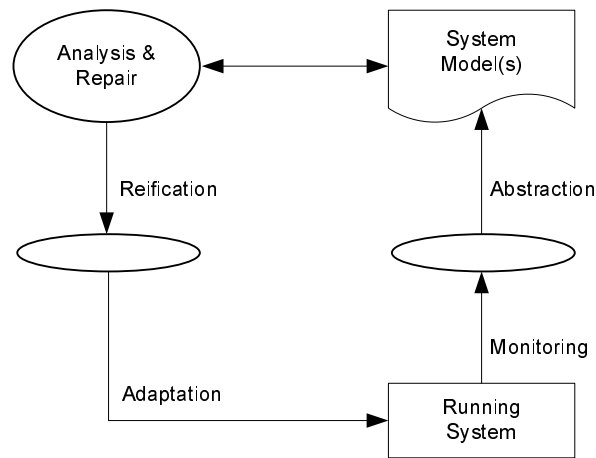 Analysis &
Repair
System
Model(s)
Reification
Abstraction
Monitoring
Adaptation
Running
System